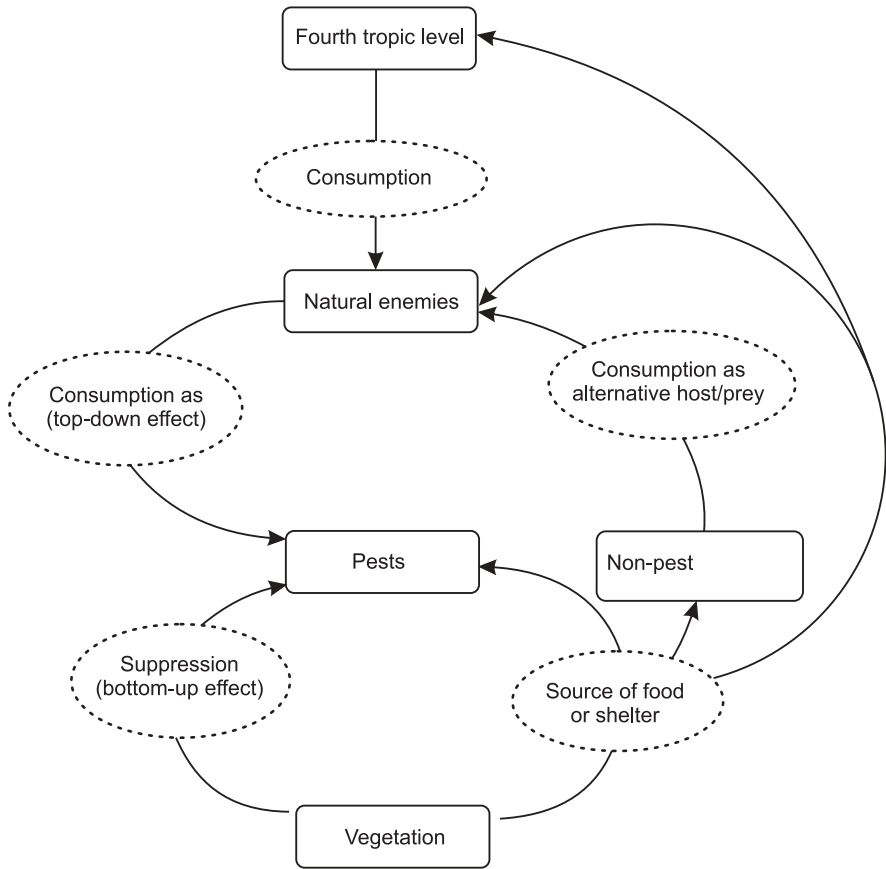 Fourth tropic level
Consumption
Natural enemies
Consumption as
(top-down effect)
Consumption as
alternative host/prey
Pests
Non-pest
Suppression
(bottom-up effect)
Source of food
or shelter
Vegetation